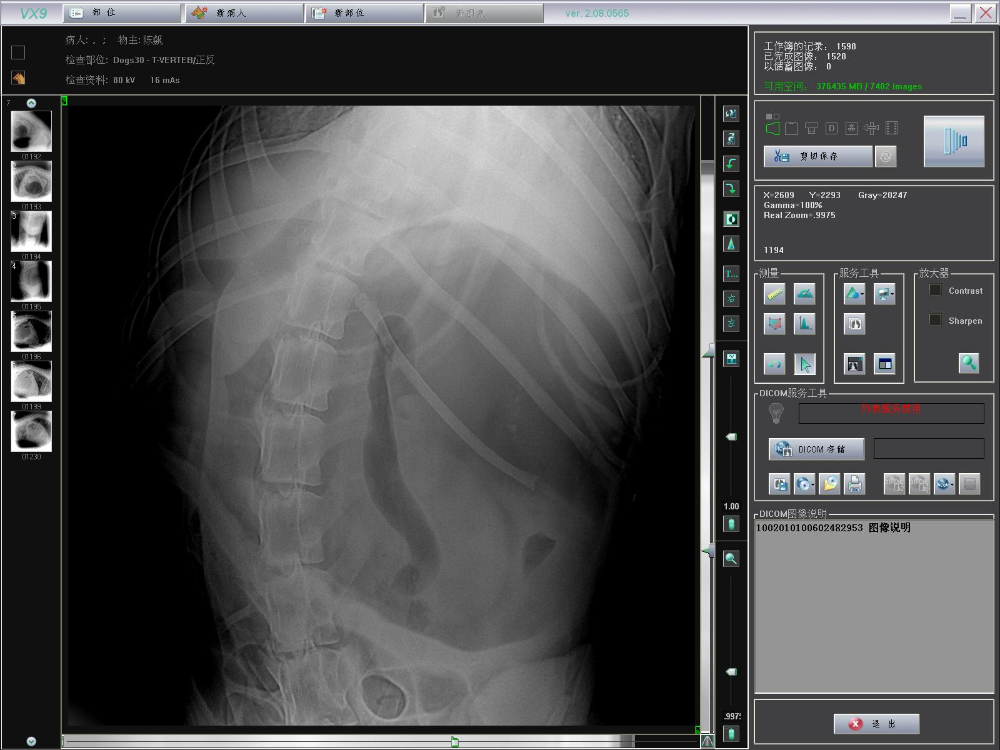 VX9
部 位
新病人
新部位
新图象
ver. 2.08.0565
病人: , ; 物主: 陈飙
检查部位: Dogs30 - T-VERTEB/正反
检查资料: 80 kV 16 mAs
工作簿的记录: 1598
已完成图像: 1528
以储蓄图像: 0
可用空间: 376435 MB / 7402 images
7
01192
2
01193
3
01194
4
01195
5
01196
6
01199
7
01230
T...
右
左
1.00
.997
D
剪切保存
X=2609 Y=2293 Gray=20247
Gamma=100%
Real Zoom=.9975
1194
测量
服务工具
放大器
Contrast
Sharpen
DICOM服务工具
列表服务禁用
DICOM 存储
DICOM图像说明
1002010100602482953 图像说明
退 出